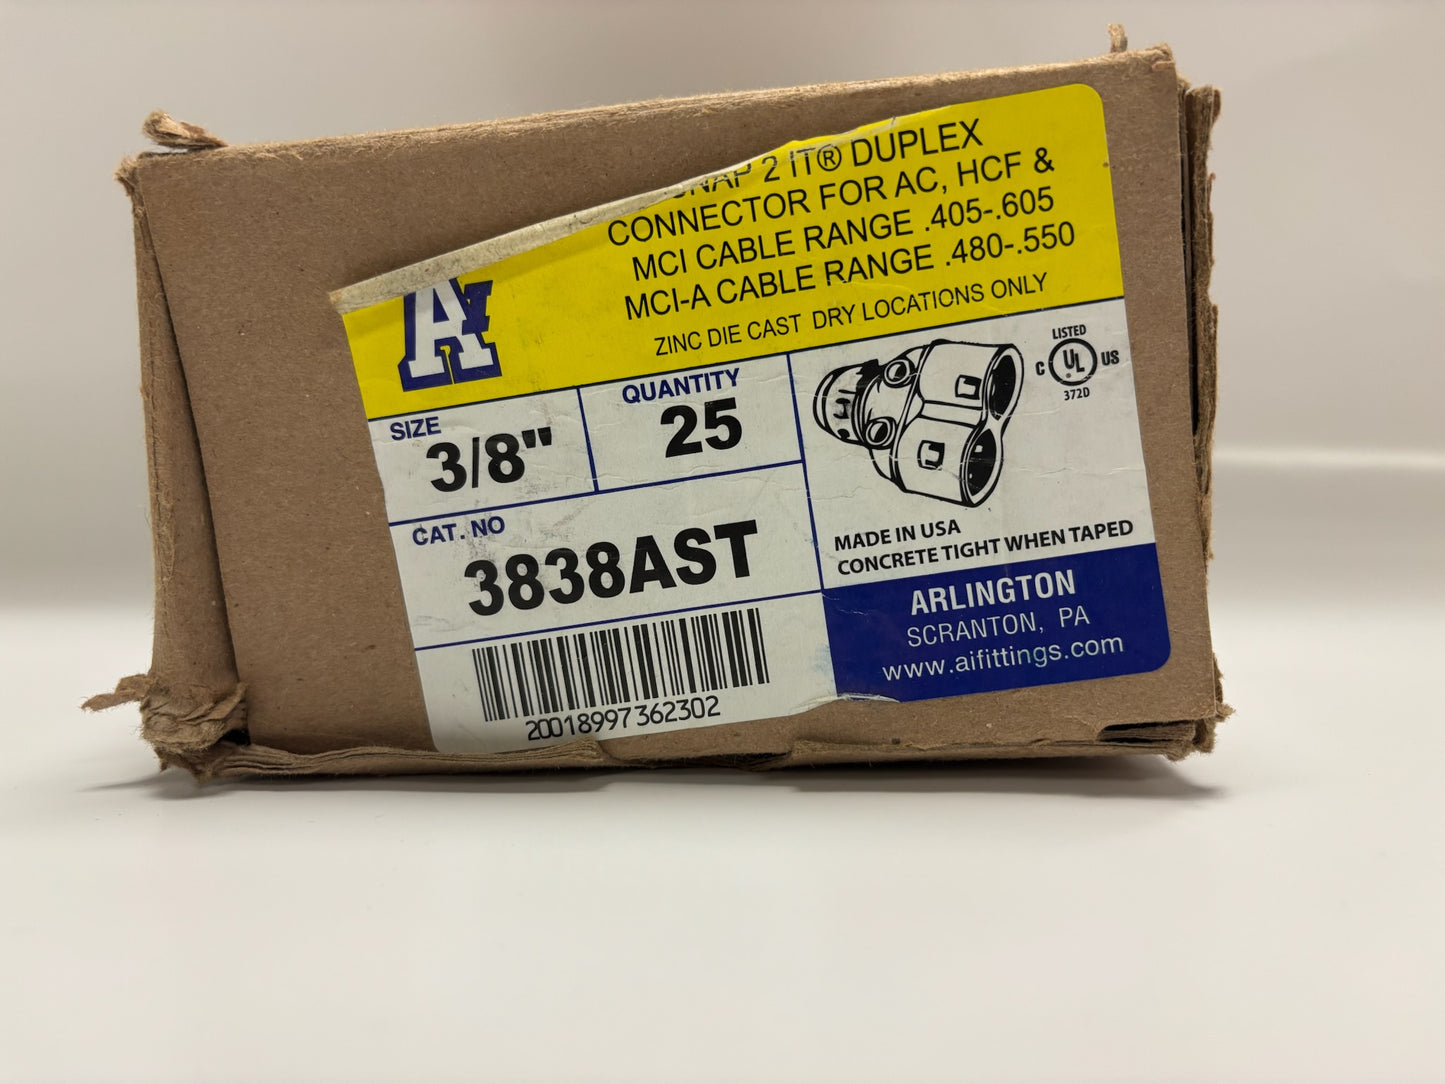 SNAP 2 IT® DUPLEX
CONNECTOR FOR AC, HCF &
MCI CABLE RANGE .405-.605
MCI-A CABLE RANGE .480-.550
ZINC DIE CAST DRY LOCATIONS ONLY
A
SIZE
3/8"
QUANTITY
25
LISTED
C UL US
®
372D
CAT. NO
3838AST
MADE IN USA
CONCRETE TIGHT WHEN TAPED
20018997362302
ARLINGTON
SCRANTON, PA
www.aifittings.com